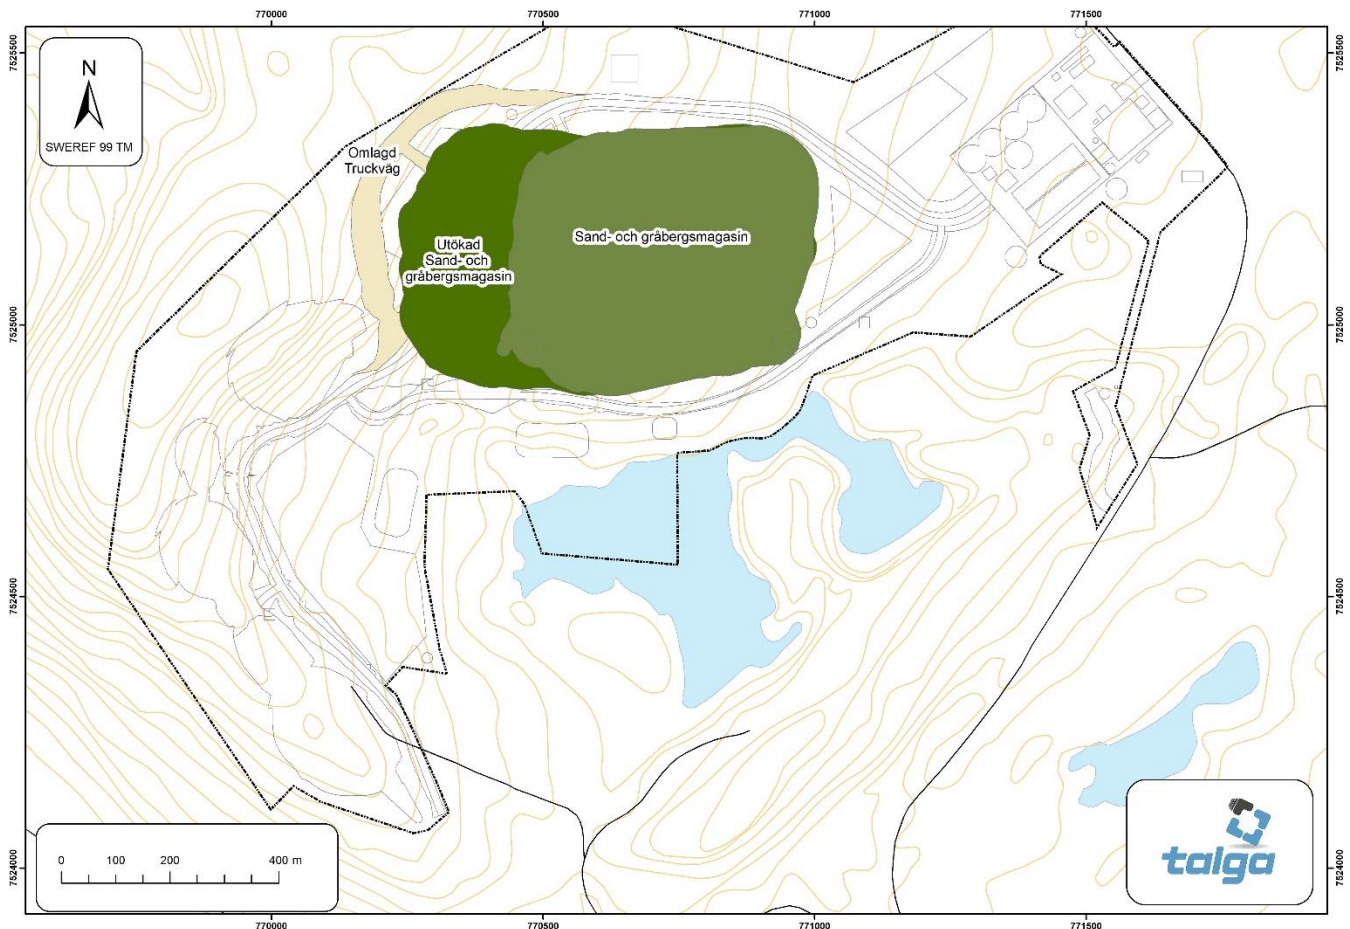 770000 770500 771000 771500
7525500 7525500
N
SWEREF 99 TM
Omlagd
Truckväg
Utökad
Sand- och
gråbergsmagasin
Sand- och gråbergsmagasin
7525000 7525000
7524500 7524500
0 100 200 400 m
talga
7524000 7524000
770000 770500 771000 771500